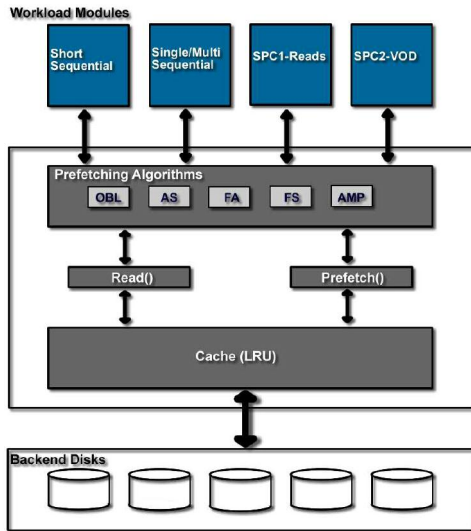 Workload Modules
Short
Sequential
Single/Multi
Sequential
SPC1-Reads
SPC2-VOD
Prefetching Algorithms
OBL
AS
FA
FS
AMP
Read()
Prefetch()
Cache (LRU)
Backend Disks